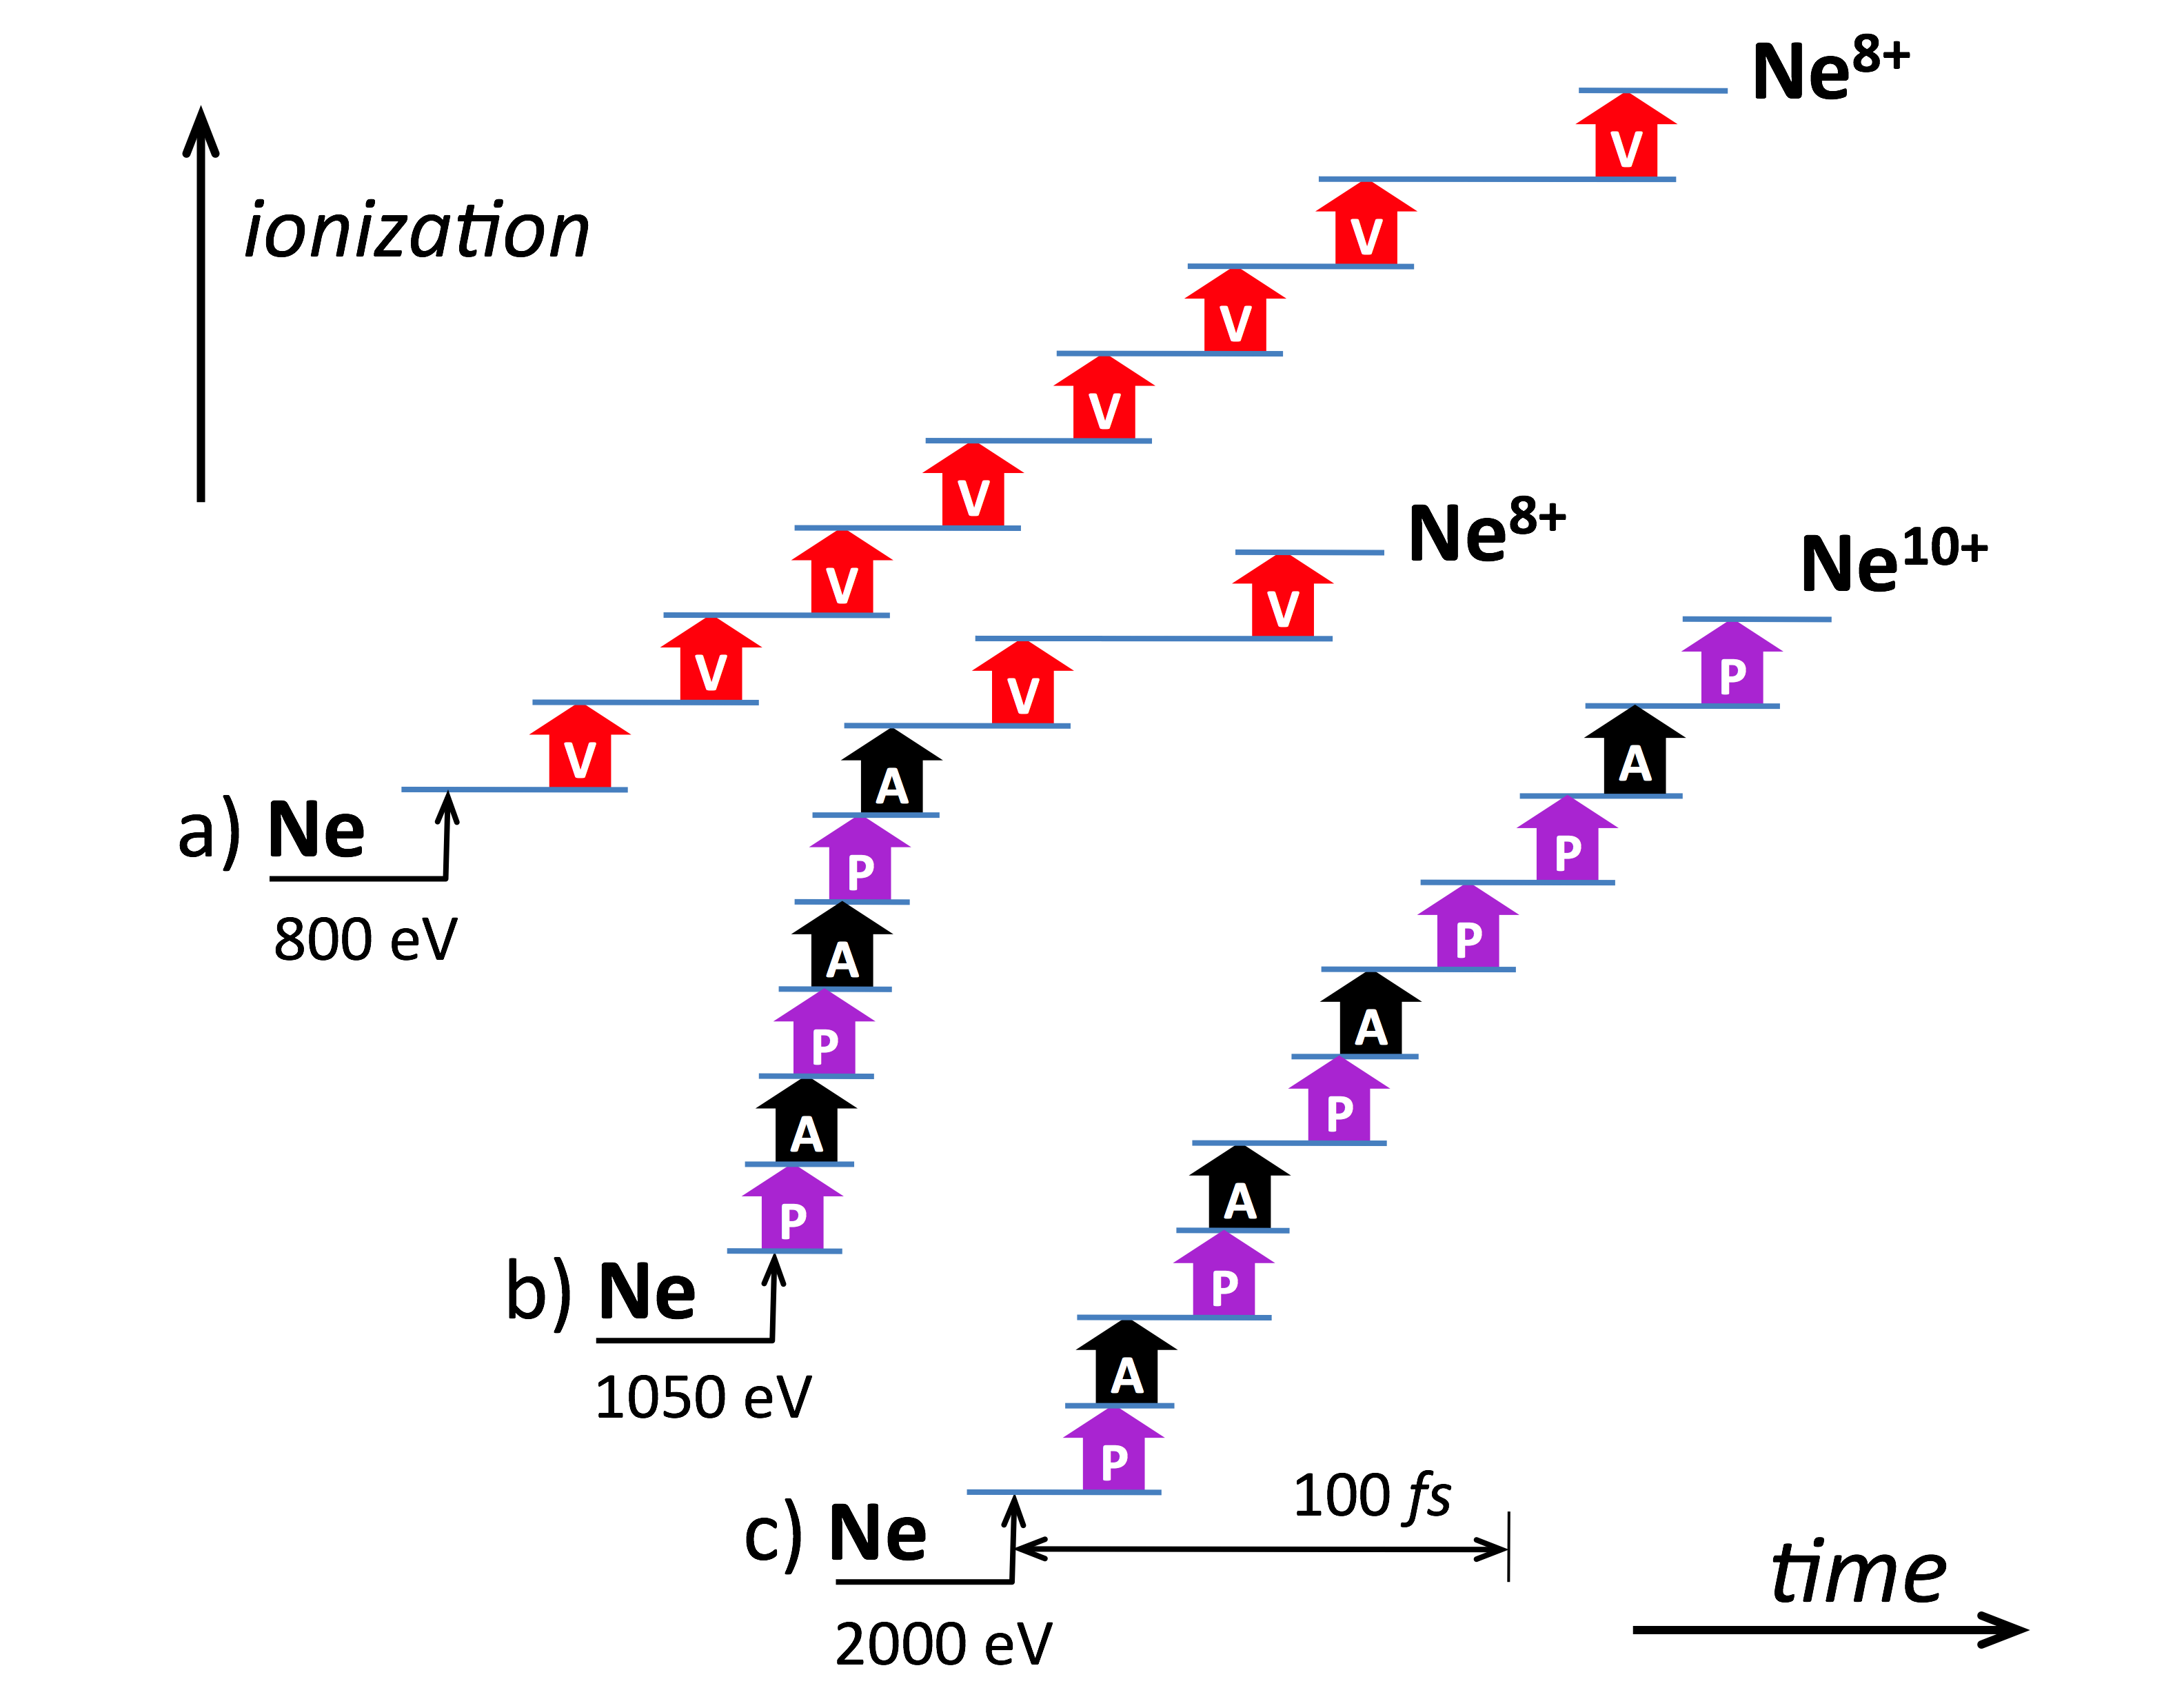 Ne8+
ionization
V
V
V
V
V
V
V
V
a) Ne
800 eV
Ne8+
V
V
A
P
A
P
A
P
b) Ne
1050 eV
Ne10+
P
A
P
P
A
P
A
P
A
P
c) Ne
2000 eV
100 fs
time